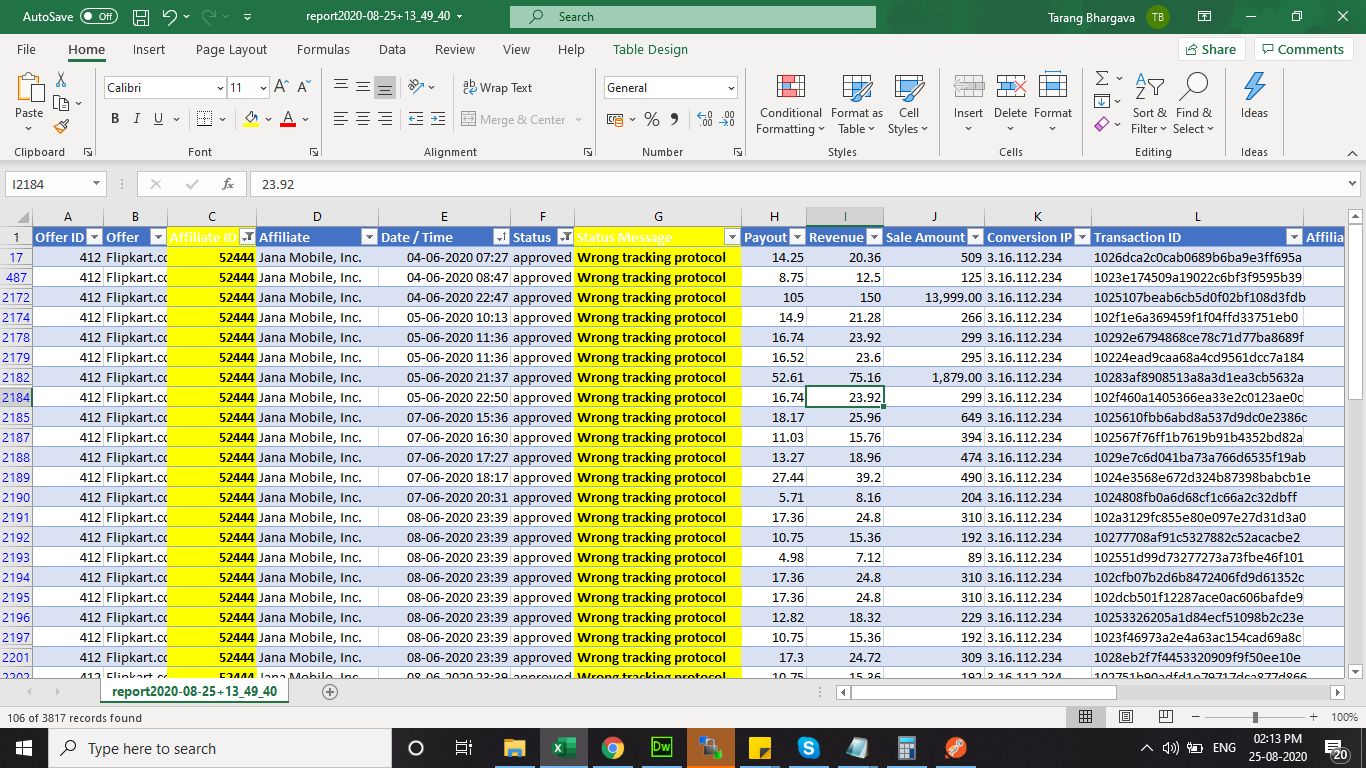 AutoSave Off report2020-08-25+13_49_40 Search Tarang Bhargava TB
File Home Insert Page Layout Formulas Data Review View Help Table Design Share Comments
Paste Calibri 11 A A ab Wrap Text General Conditional Format as Cell Insert Delete Format Sort & Find & Ideas
B I U A Merge & Center % Formatting Table Styles Filter Select
Clipboard Font Alignment Number Styles Cells Editing Ideas
I2184 fx 23.92
A B C D E F G H I J K L
1 Offer ID Offer Affiliate ID Affiliate Date / Time Status Status Message Payout Revenue Sale Amount Conversion IP Transaction ID Affilia
17 412 Flipkart.cc 52444 Jana Mobile, Inc. 04-06-2020 07:27 approved Wrong tracking protocol 14.25 20.36 509 3.16.112.234 1026dca2c0cab0689b6ba9e3ff695a
487 412 Flipkart.cc 52444 Jana Mobile, Inc. 04-06-2020 08:47 approved Wrong tracking protocol 8.75 12.5 125 3.16.112.234 1023e174509a19022c6bf3f9595b39
2172 412 Flipkart.cc 52444 Jana Mobile, Inc. 04-06-2020 22:47 approved Wrong tracking protocol 105 150 13,999.00 3.16.112.234 1025107beab6cb5d0f02bf108d3fdb
2174 412 Flipkart.cc 52444 Jana Mobile, Inc. 05-06-2020 10:13 approved Wrong tracking protocol 14.9 21.28 266 3.16.112.234 102f1e6a369459f1f04ffd33751eb0
2178 412 Flipkart.cc 52444 Jana Mobile, Inc. 05-06-2020 11:36 approved Wrong tracking protocol 16.74 23.92 299 3.16.112.234 10292e6794868ce78c71d77ba8689f
2179 412 Flipkart.cc 52444 Jana Mobile, Inc. 05-06-2020 11:36 approved Wrong tracking protocol 16.52 23.6 295 3.16.112.234 10224ead9caa68a4cd9561dcc7a184
2182 412 Flipkart.cc 52444 Jana Mobile, Inc. 05-06-2020 21:37 approved Wrong tracking protocol 52.61 75.16 1,879.00 3.16.112.234 10283af8908513a8a3d1ea3cb5632a
2184 412 Flipkart.cc 52444 Jana Mobile, Inc. 05-06-2020 22:50 approved Wrong tracking protocol 16.74 23.92 299 3.16.112.234 102f460a1405366ea33e2c0123ae0c
2185 412 Flipkart.cc 52444 Jana Mobile, Inc. 07-06-2020 15:36 approved Wrong tracking protocol 18.17 25.96 649 3.16.112.234 1025610fbb6abd8a537d9dc0e2386c
2187 412 Flipkart.cc 52444 Jana Mobile, Inc. 07-06-2020 16:30 approved Wrong tracking protocol 11.03 15.76 394 3.16.112.234 102567f76ff1b7619b91b4352bd82a
2188 412 Flipkart.cc 52444 Jana Mobile, Inc. 07-06-2020 17:27 approved Wrong tracking protocol 13.27 18.96 474 3.16.112.234 1029e7c6d041ba73a766d6535f19ab
2189 412 Flipkart.cc 52444 Jana Mobile, Inc. 07-06-2020 18:17 approved Wrong tracking protocol 27.44 39.2 490 3.16.112.234 1024e3568e672d324b87398babcb1e
2190 412 Flipkart.cc 52444 Jana Mobile, Inc. 07-06-2020 20:31 approved Wrong tracking protocol 5.71 8.16 204 3.16.112.234 1024808fb0a6d68cf1c66a2c32dbff
2191 412 Flipkart.cc 52444 Jana Mobile, Inc. 08-06-2020 23:39 approved Wrong tracking protocol 17.36 24.8 310 3.16.112.234 102a3129fc855e80e097e27d31d3a0
2192 412 Flipkart.cc 52444 Jana Mobile, Inc. 08-06-2020 23:39 approved Wrong tracking protocol 10.75 15.36 192 3.16.112.234 10277708af91c5327882c52acacbe2
2193 412 Flipkart.cc 52444 Jana Mobile, Inc. 08-06-2020 23:39 approved Wrong tracking protocol 4.98 7.12 89 3.16.112.234 102551d99d73277273a73fbe46f101
2194 412 Flipkart.cc 52444 Jana Mobile, Inc. 08-06-2020 23:39 approved Wrong tracking protocol 17.36 24.8 310 3.16.112.234 102cfb07b2d6b8472406fd9d61352c
2195 412 Flipkart.cc 52444 Jana Mobile, Inc. 08-06-2020 23:39 approved Wrong tracking protocol 17.36 24.8 310 3.16.112.234 102dcb501f12287ace0ac606bafde9
2196 412 Flipkart.cc 52444 Jana Mobile, Inc. 08-06-2020 23:39 approved Wrong tracking protocol 12.82 18.32 229 3.16.112.234 10253326205a1d84ecf51098b2c23e
2197 412 Flipkart.cc 52444 Jana Mobile, Inc. 08-06-2020 23:39 approved Wrong tracking protocol 10.75 15.36 192 3.16.112.234 1023f46973a2e4a63ac154cad69a8c
2201 412 Flipkart.cc 52444 Jana Mobile, Inc. 08-06-2020 23:39 approved Wrong tracking protocol 17.3 24.72 309 3.16.112.234 1028eb2f7f4453320909f9f50ee10e
2202 412 Flipkart.cc 52444 Jana Mobile, Inc. 08-06-2020 23:39 approved Wrong tracking protocol 10.75 15.36 192 3.16.112.234
report2020-08-25+13_49_40
106 of 3817 records found 100%
Type here to search Dw ENG 02:13 PM
25-08-2020 20